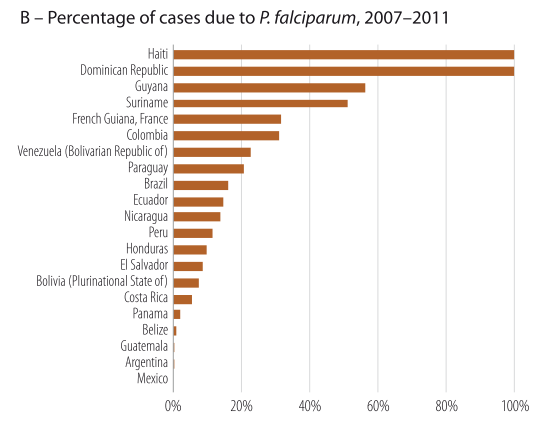 B – Percentage of cases due to P. falciparum, 2007–2011
Haiti
Dominican Republic
Guyana
Suriname
French Guiana, France
Colombia
Venezuela (Bolivarian Republic of)
Paraguay
Brazil
Ecuador
Nicaragua
Peru
Honduras
El Salvador
Bolivia (Plurinational State of)
Costa Rica
Panama
Belize
Guatemala
Argentina
Mexico
0% 20% 40% 60% 80% 100%